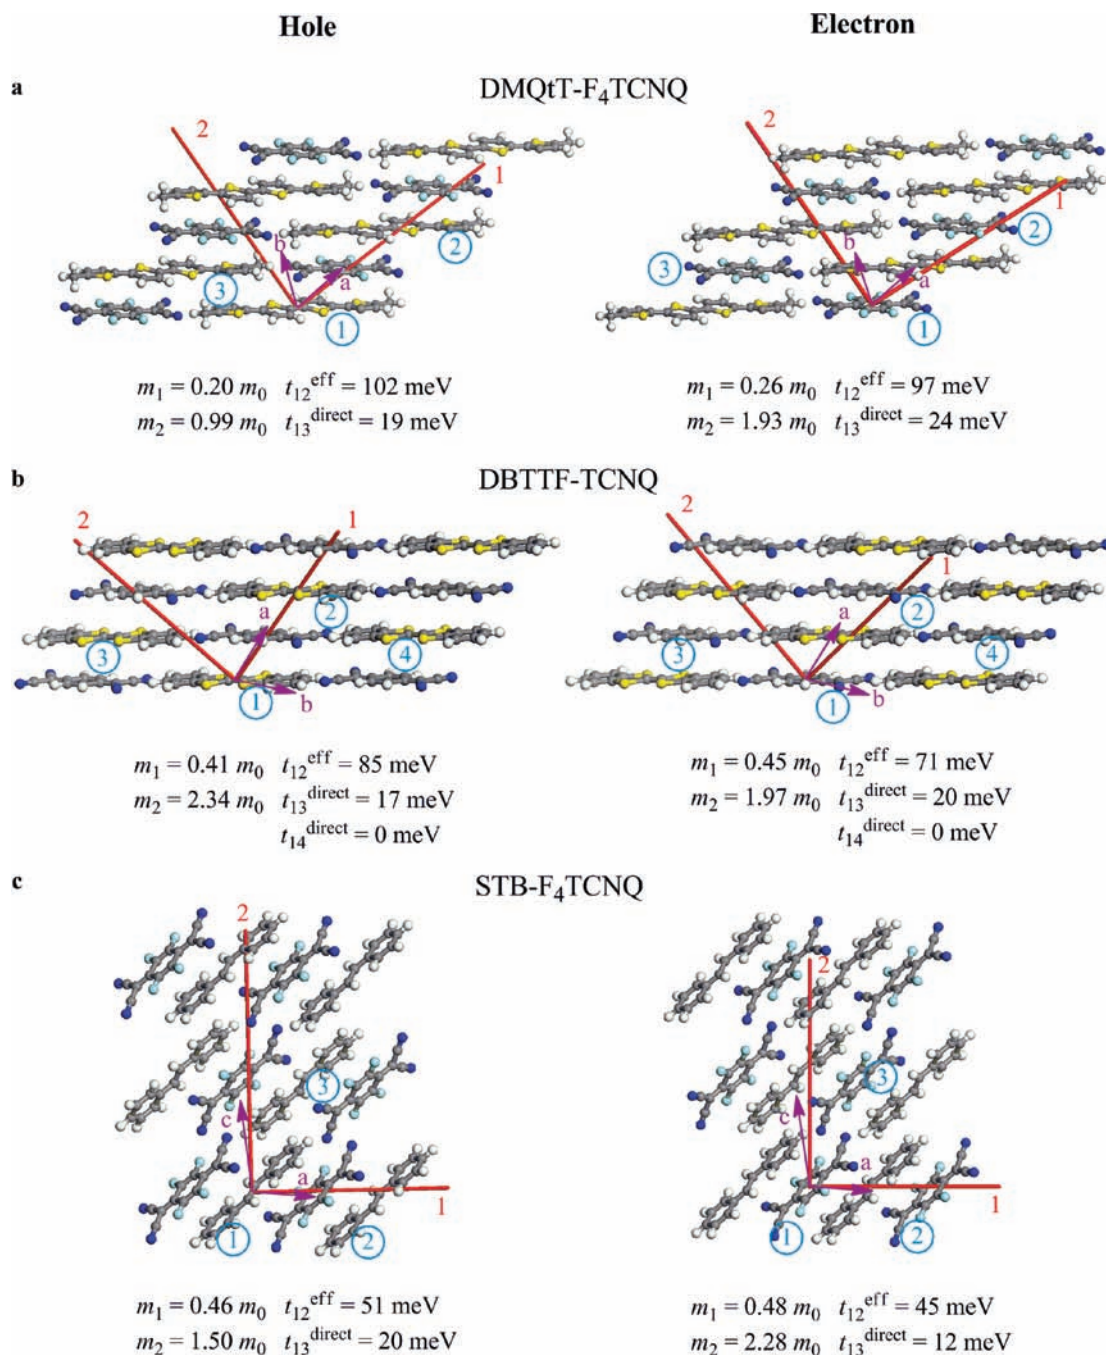 Hole Electron
a DMQtT-F₄TCNQ
2 1 b a 2 3 1
2 1 b a 2 3 1
m₁ = 0.20 m₀ t₁₂ᵉᶠᶠ = 102 meV
m₂ = 0.99 m₀ t₁₃ᵈⁱʳᵉᶜᵗ = 19 meV
m₁ = 0.26 m₀ t₁₂ᵉᶠᶠ = 97 meV
m₂ = 1.93 m₀ t₁₃ᵈⁱʳᵉᶜᵗ = 24 meV
b DBTTF-TCNQ
2 1 a 2 3 4 1 b
2 1 a 2 3 4 1 b
m₁ = 0.41 m₀ t₁₂ᵉᶠᶠ = 85 meV
m₂ = 2.34 m₀ t₁₃ᵈⁱʳᵉᶜᵗ = 17 meV
t₁₄ᵈⁱʳᵉᶜᵗ = 0 meV
m₁ = 0.45 m₀ t₁₂ᵉᶠᶠ = 71 meV
m₂ = 1.97 m₀ t₁₃ᵈⁱʳᵉᶜᵗ = 20 meV
t₁₄ᵈⁱʳᵉᶜᵗ = 0 meV
c STB-F₄TCNQ
2 3 c a 1 1 2
2 3 c a 1 1 2
m₁ = 0.46 m₀ t₁₂ᵉᶠᶠ = 51 meV
m₂ = 1.50 m₀ t₁₃ᵈⁱʳᵉᶜᵗ = 20 meV
m₁ = 0.48 m₀ t₁₂ᵉᶠᶠ = 45 meV
m₂ = 2.28 m₀ t₁₃ᵈⁱʳᵉᶜᵗ = 12 meV